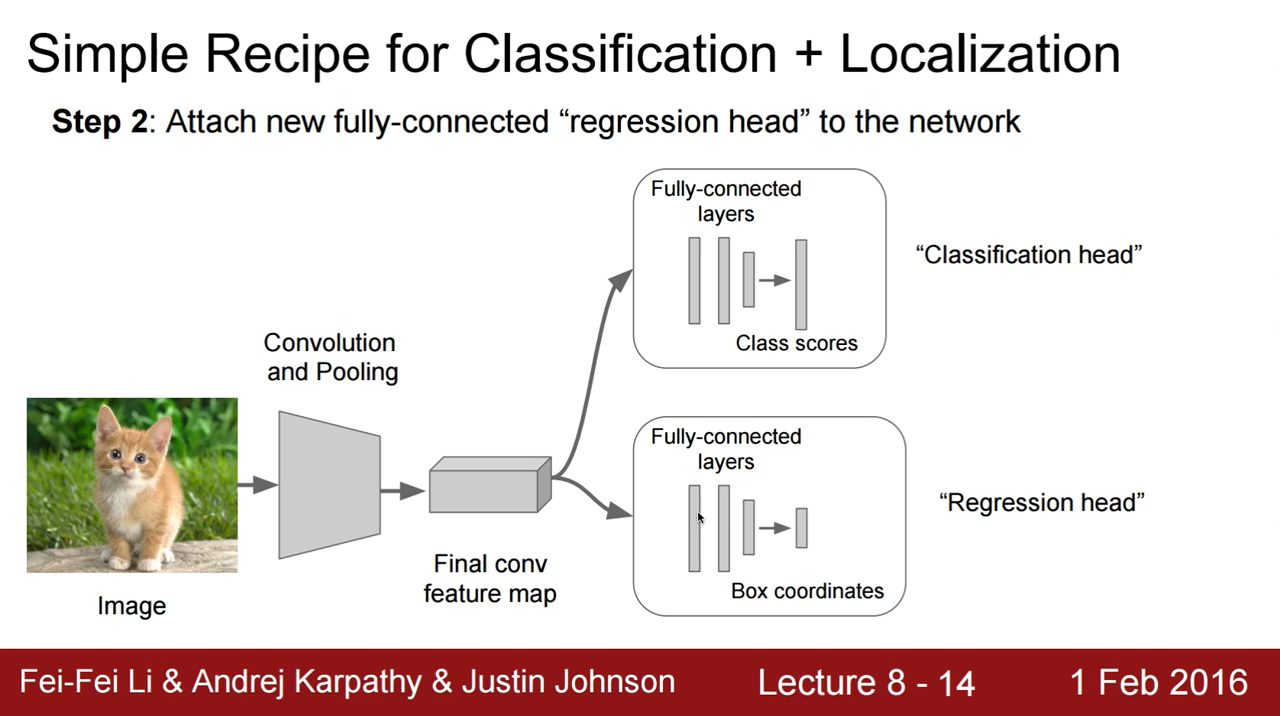 Simple Recipe for Classification + Localization
Step 2: Attach new fully-connected “regression head” to the network
Fully-connected
layers
Class scores
“Classification head”
Convolution
and Pooling
Image
Final conv
feature map
Fully-connected
layers
Box coordinates
“Regression head”
Fei-Fei Li & Andrej Karpathy & Justin Johnson
Lecture 8 - 14
1 Feb 2016